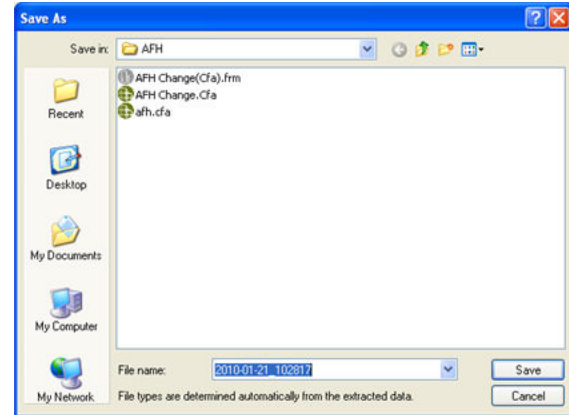 Save As
Save in: AFH
AFH Change(Cfa).frm
AFH Change.Cfa
afh.cfa
Recent
Desktop
My Documents
My Computer
My Network
File name: 2010-01-21_102817 Save
File types are determined automatically from the extracted data. Cancel